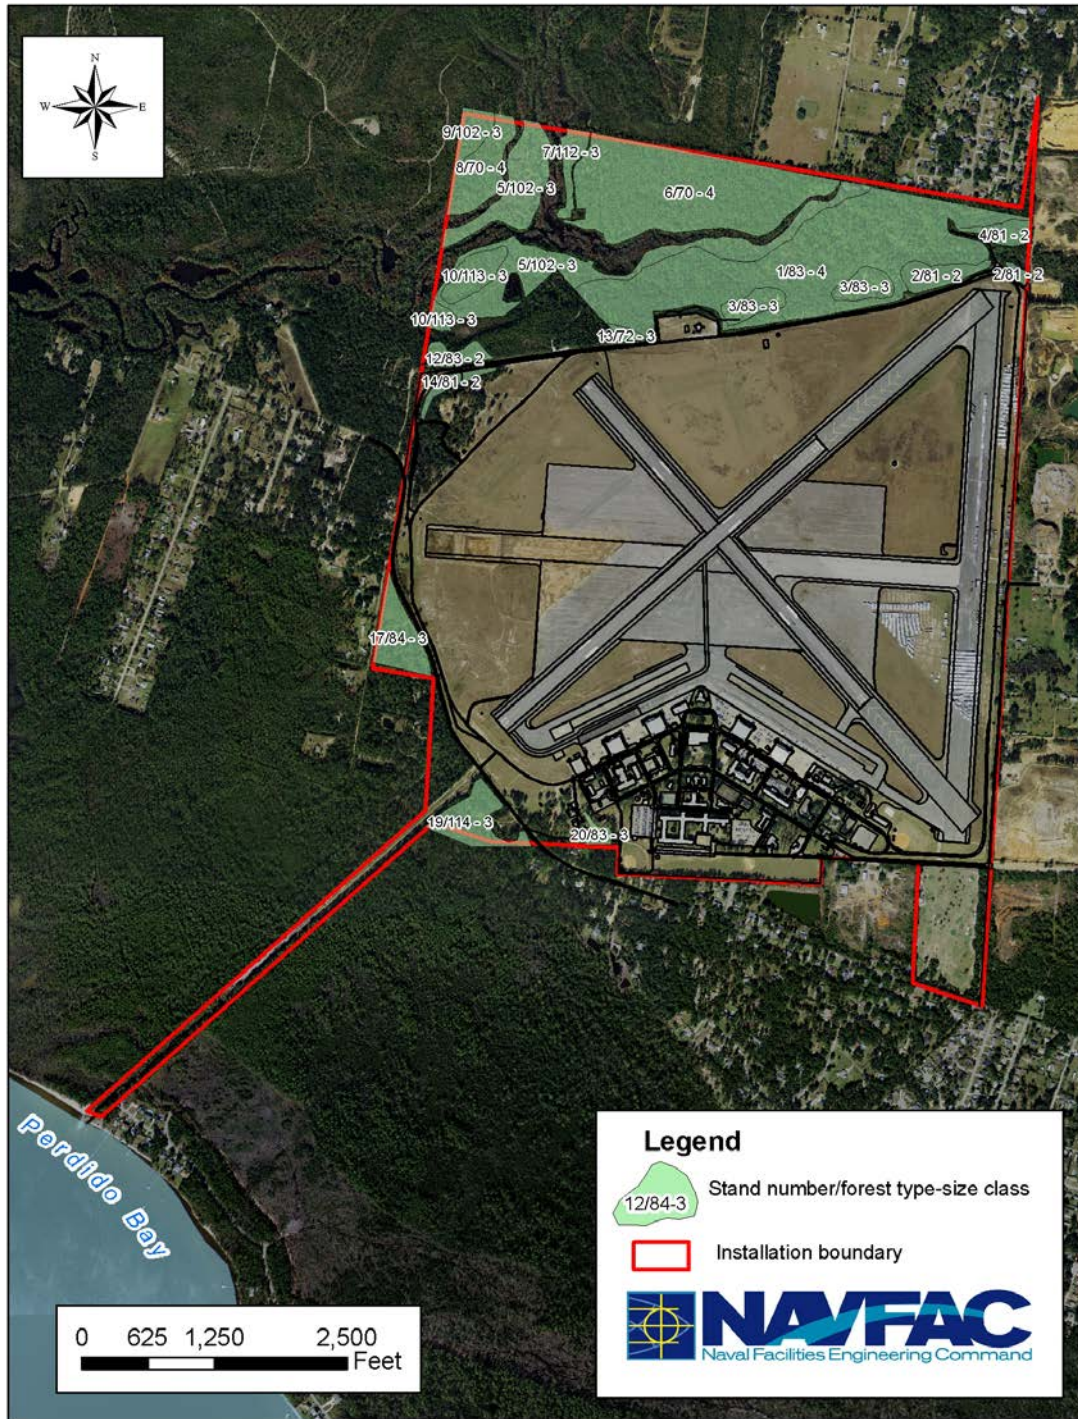 N
W E
S
9/102 - 3
7/112 - 3
8/70 - 4
5/102 - 3
6/70 - 4
4/81 - 2
5/102 - 3
10/113 - 3
1/83 - 4
3/83 - 3
2/81 - 2
2/81 - 2
3/83 - 3
10/113 - 3
13/72 - 3
12/83 - 2
14/81 - 2
17/84 - 3
19/114 - 3
20/83 - 3
Perdido Bay
Legend
12/84-3
Stand number/forest type-size class
Installation boundary
NAVFAC
Naval Facilities Engineering Command
0 625 1,250 2,500
Feet